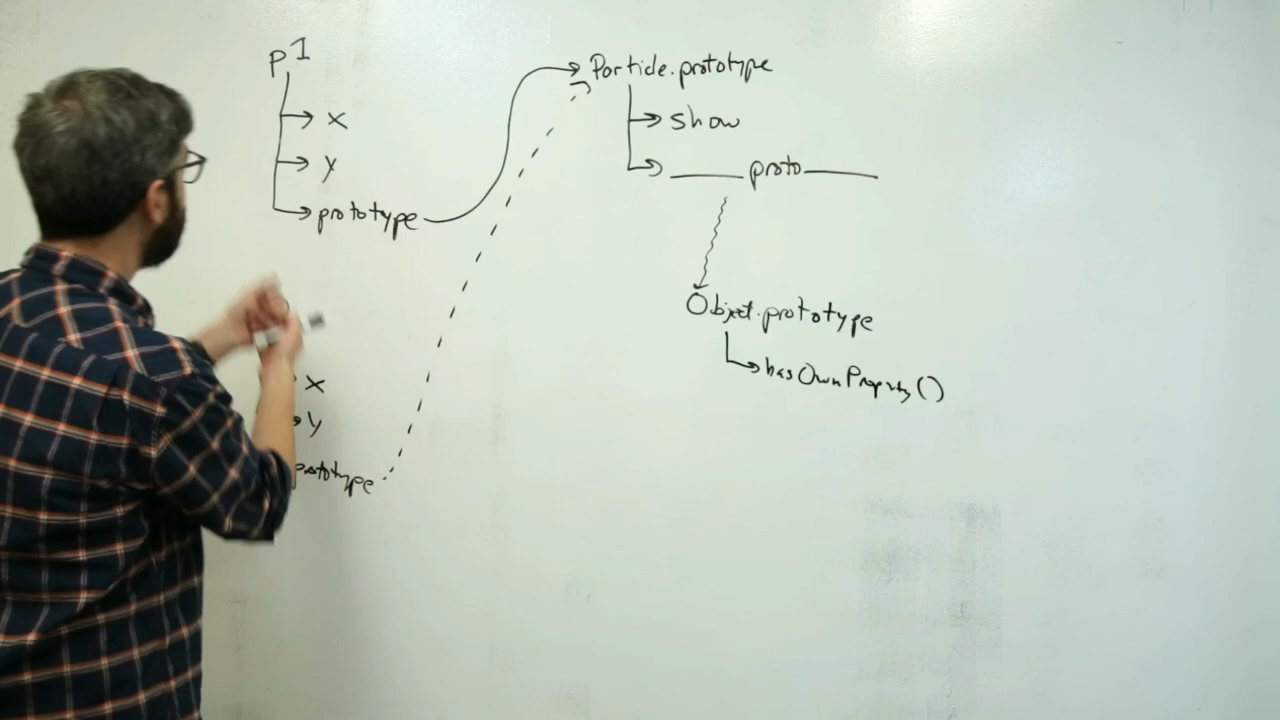 p1
x
y
prototype
x
y
prototype
Particle.prototype
show
__proto__
Object.prototype
hasOwnProperty()